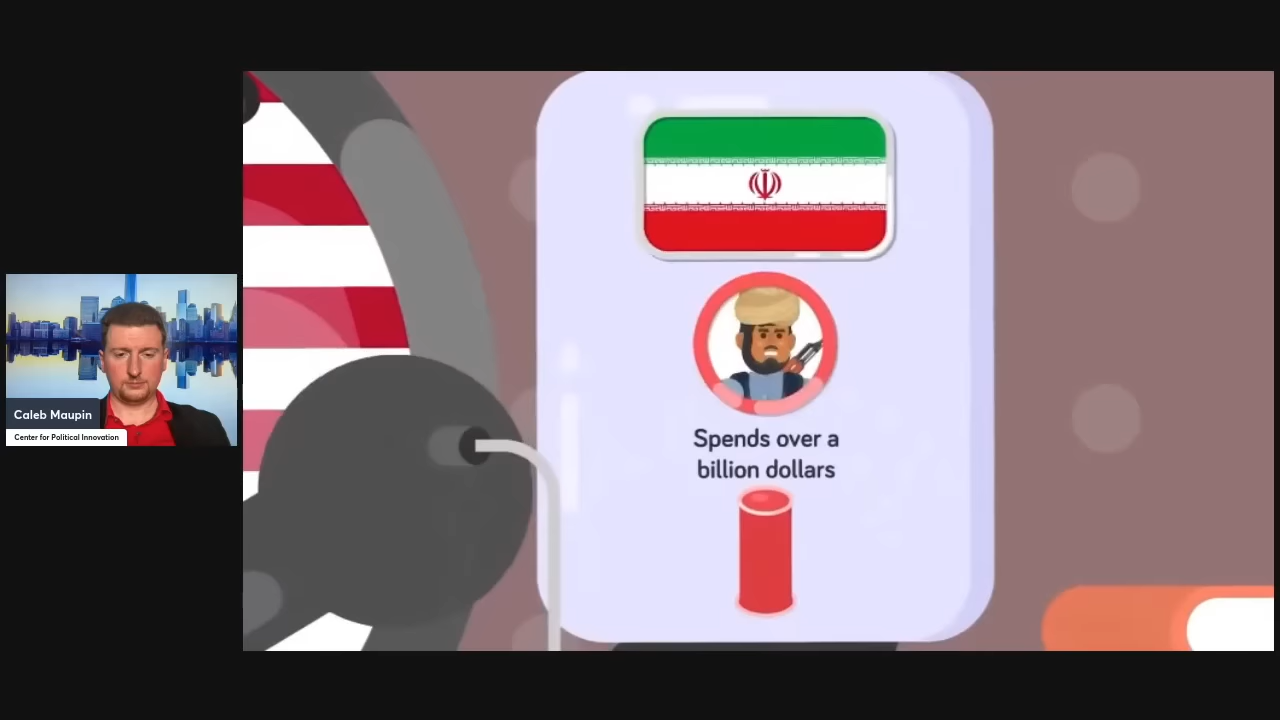 Caleb Maupin
Center for Political Innovation
Spends over a
billion dollars